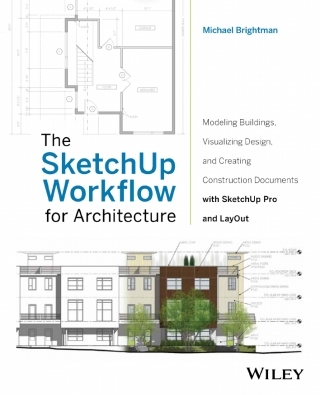 Michael Brightman
The
SketchUp
Workflow
for Architecture
Modeling Buildings,
Visualizing Design,
and Creating
Construction Documents
with SketchUp Pro
and LayOut
WILEY